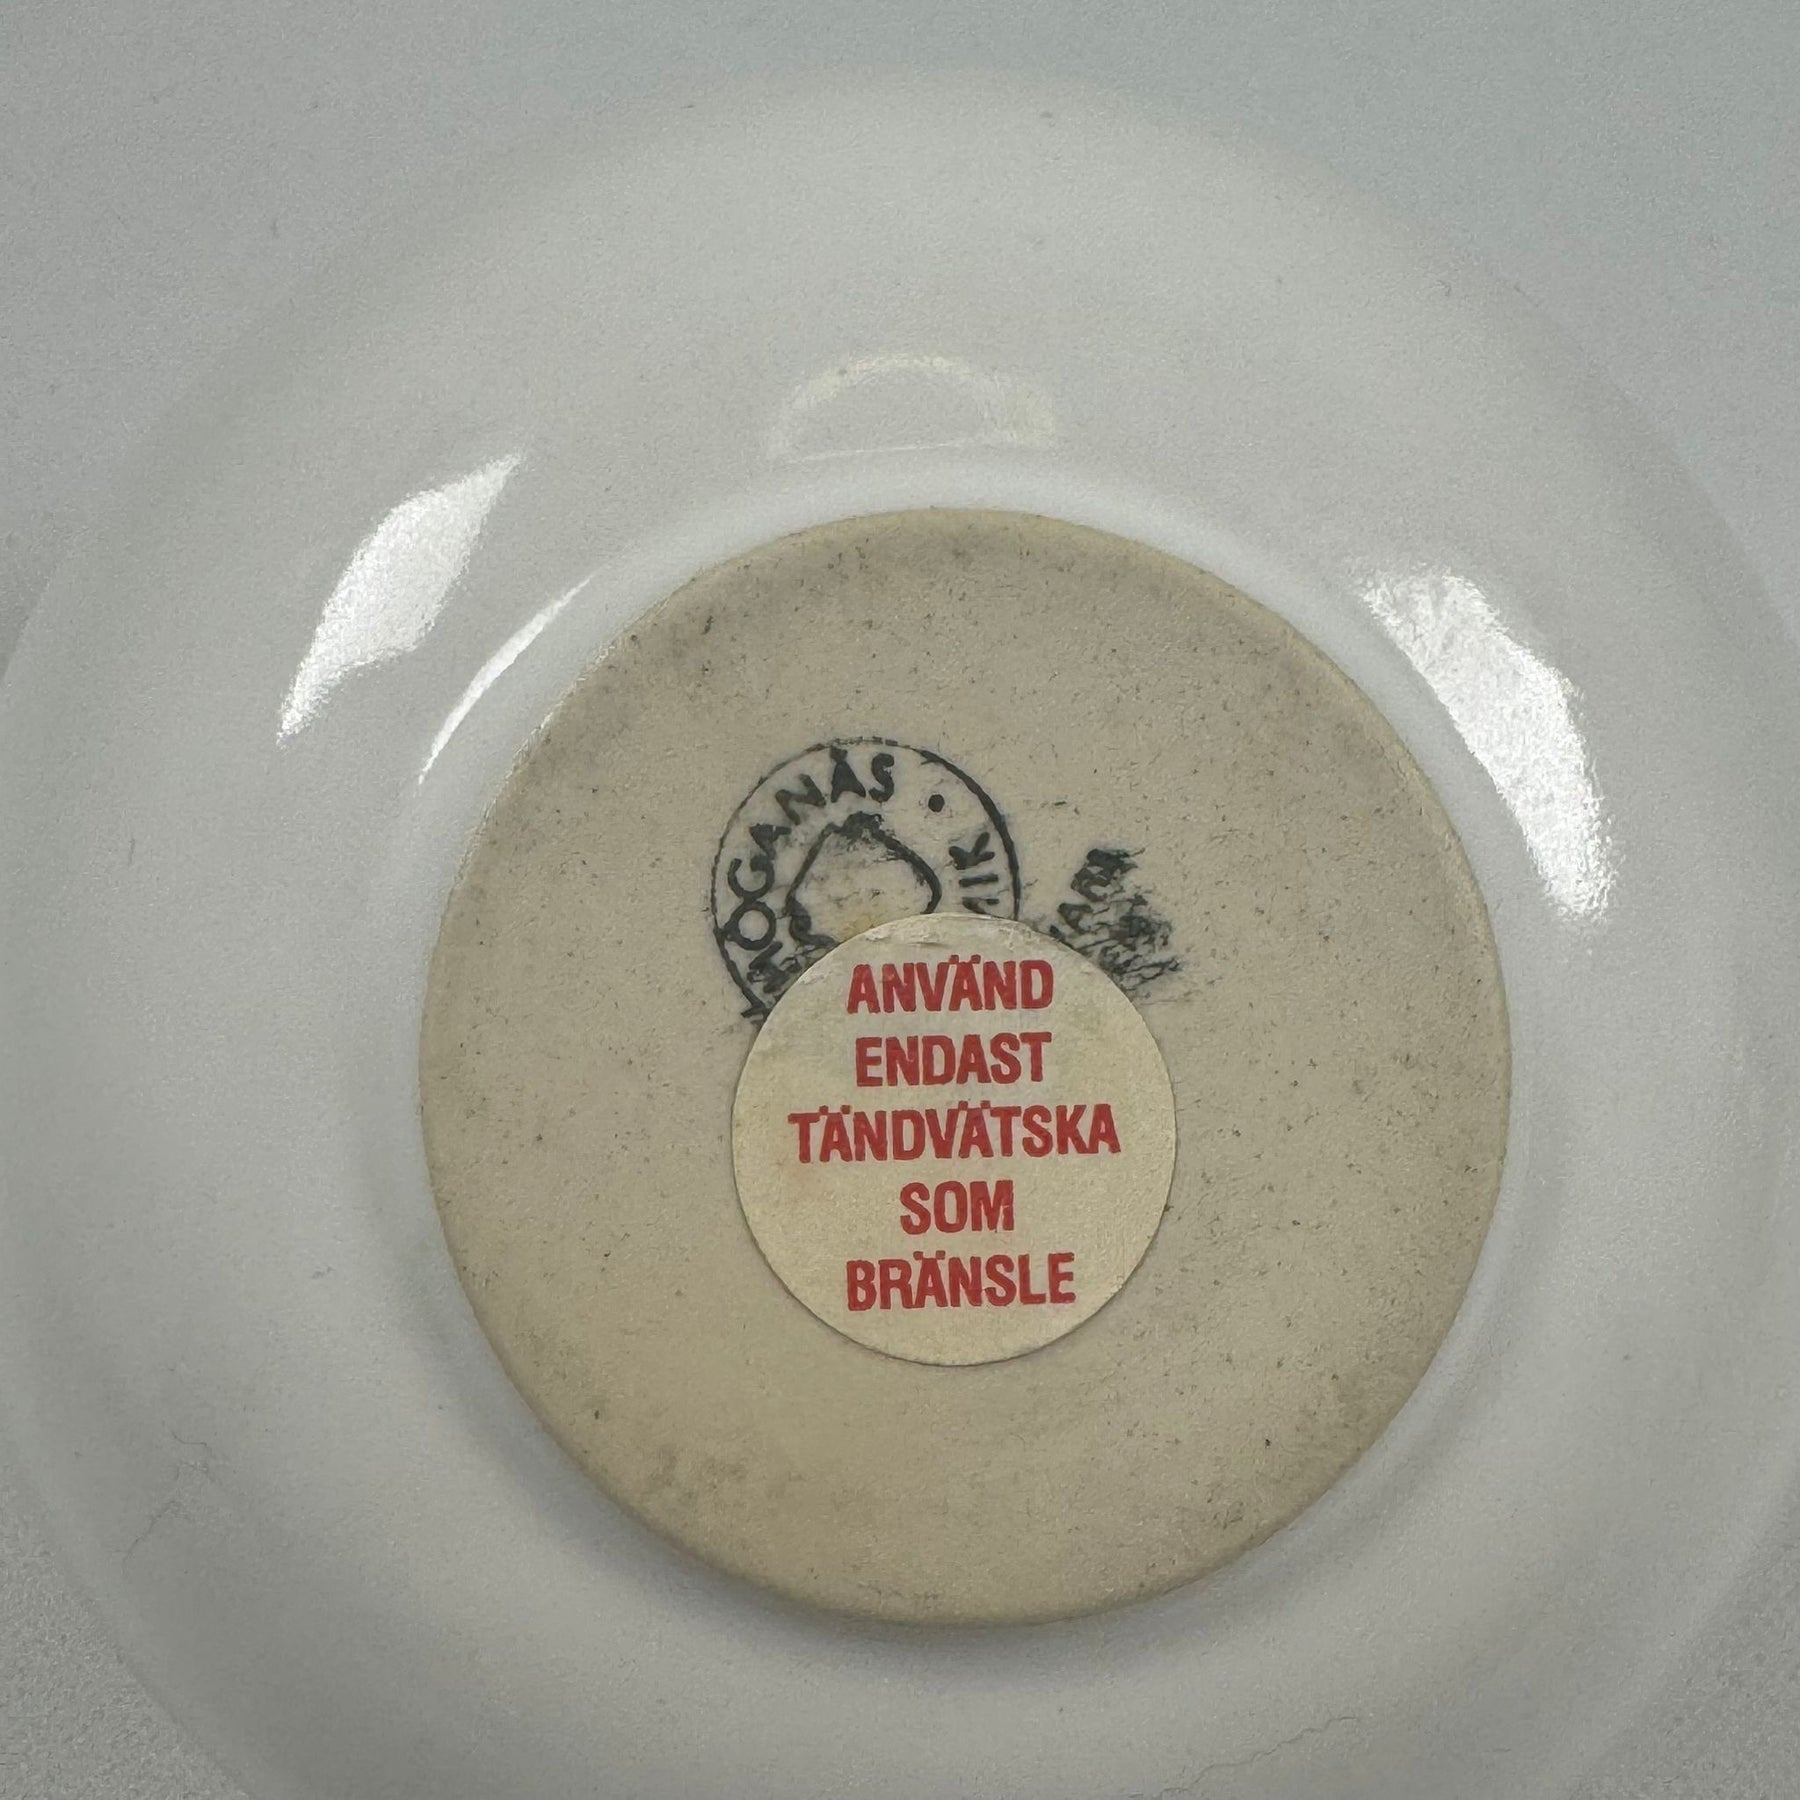 HÖGANÄS
ANVÄND
ENDAST
TÄNDVÄTSKA
SOM
BRÄNSLE